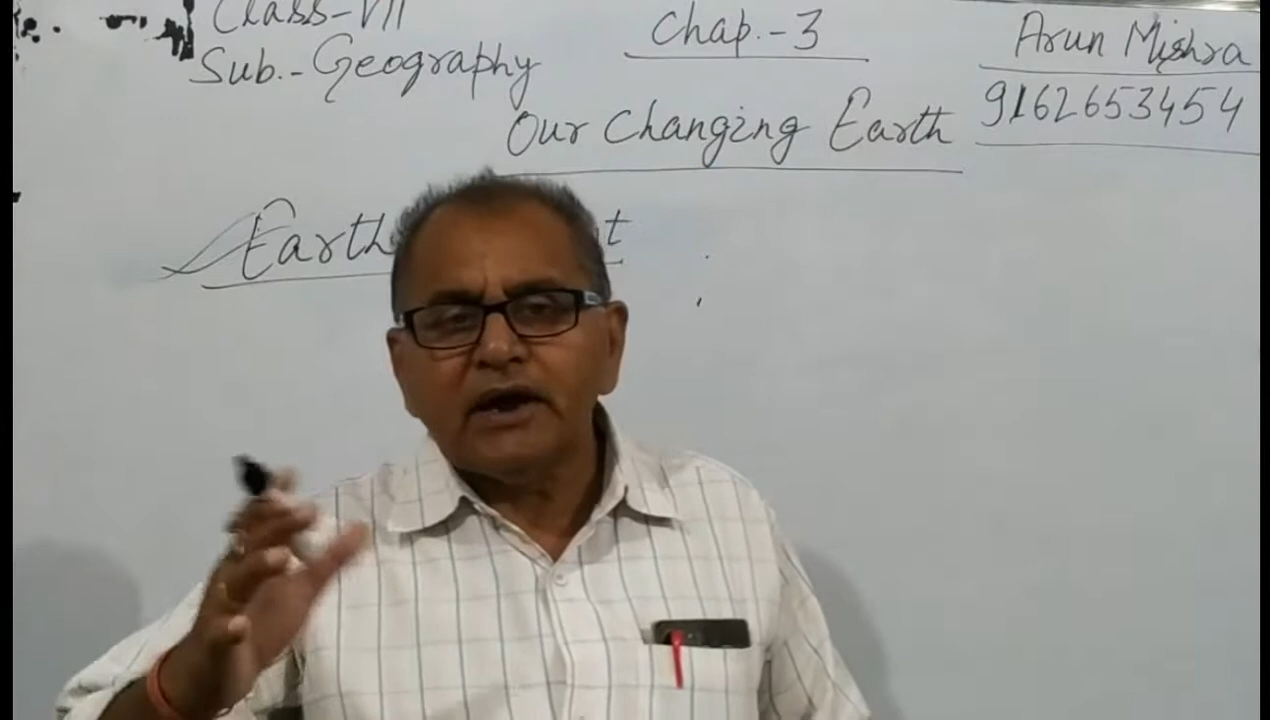 Class-VII
Sub.-Geography
Chap.-3
Our Changing Earth
Arun Mishra
9162653454